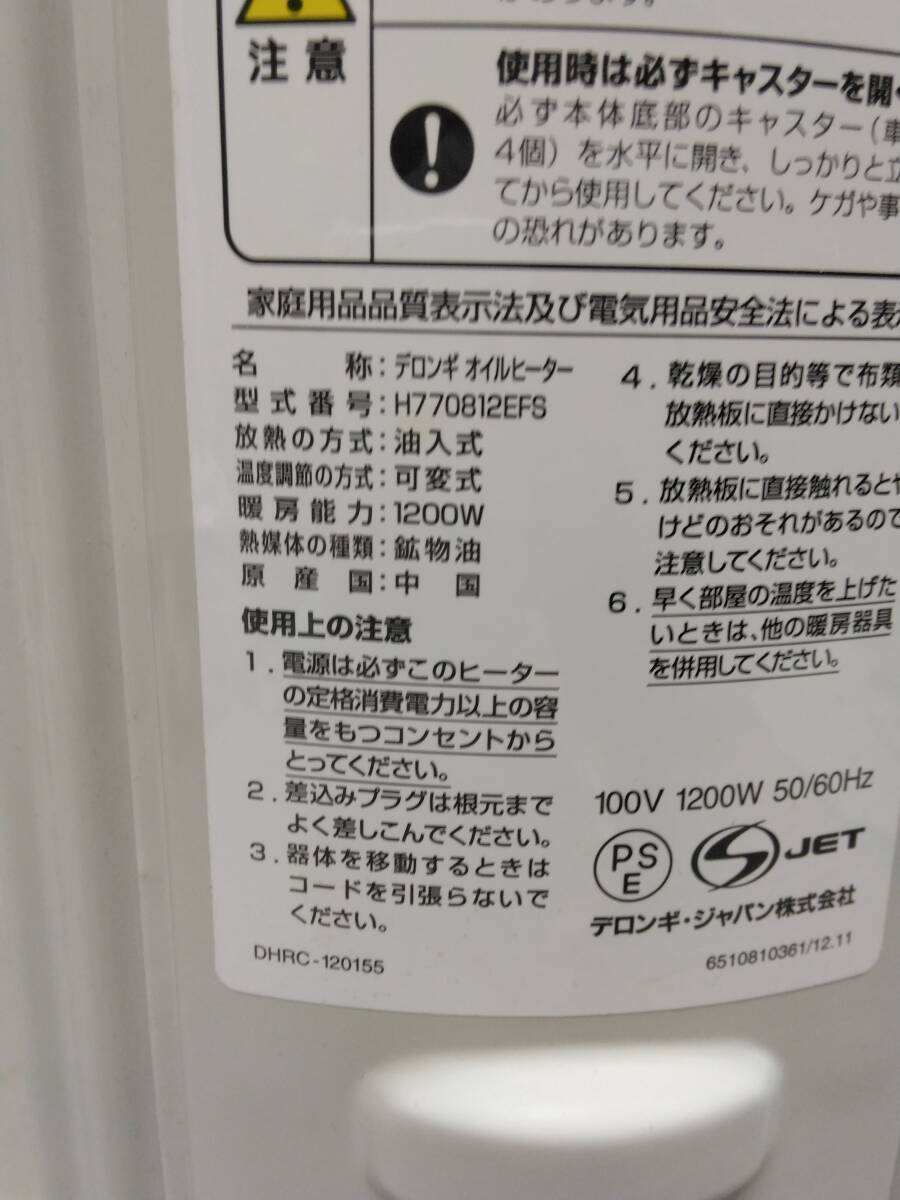 注意
使用時は必ずキャスターを開
必ず本体底部のキャスター(車
4個)を水平に開き、しっかりと立
てから使用してください。ケガや事
の恐れがあります。
家庭用品品質表示法及び電気用品安全法による表
名称:デロンギ オイルヒーター
型式番号:H770812EFS
放熱の方式:油入式
温度調節の方式:可変式
暖房能力:1200W
熱媒体の種類:鉱物油
原産国:中国
使用上の注意
1.電源は必ずこのヒーター
の定格消費電力以上の容
量をもつコンセントから
とってください。
2.差込みプラグは根元まで
よく差しこんでください。
3.器体を移動するときは
コードを引張らないで
ください。
DHRC-120155
4.乾燥の目的等で布類
放熱板に直接かけない
ください。
5.放熱板に直接触れるとや
けどのおそれがあるので
注意してください。
6.早く部屋の温度を上げた
いときは、他の暖房器具
を併用してください。
100V 1200W 50/60Hz
PS
E
JET
デロンギ・ジャパン株式会社
6510810361/12.11